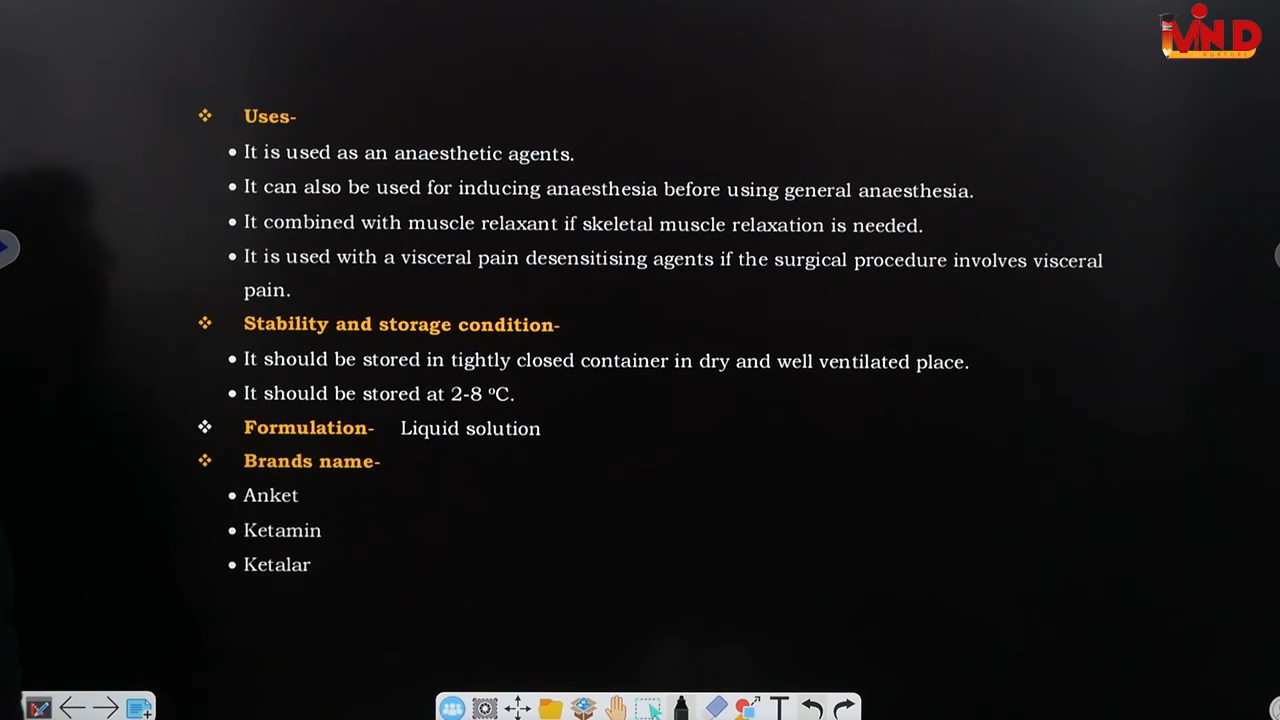 MIND
NURTURE
❖ Uses-
• It is used as an anaesthetic agents.
• It can also be used for inducing anaesthesia before using general anaesthesia.
• It combined with muscle relaxant if skeletal muscle relaxation is needed.
• It is used with a visceral pain desensitising agents if the surgical procedure involves visceral
pain.
❖ Stability and storage condition-
• It should be stored in tightly closed container in dry and well ventilated place.
• It should be stored at 2-8 ºC.
❖ Formulation- Liquid solution
❖ Brands name-
• Anket
• Ketamin
• Ketalar